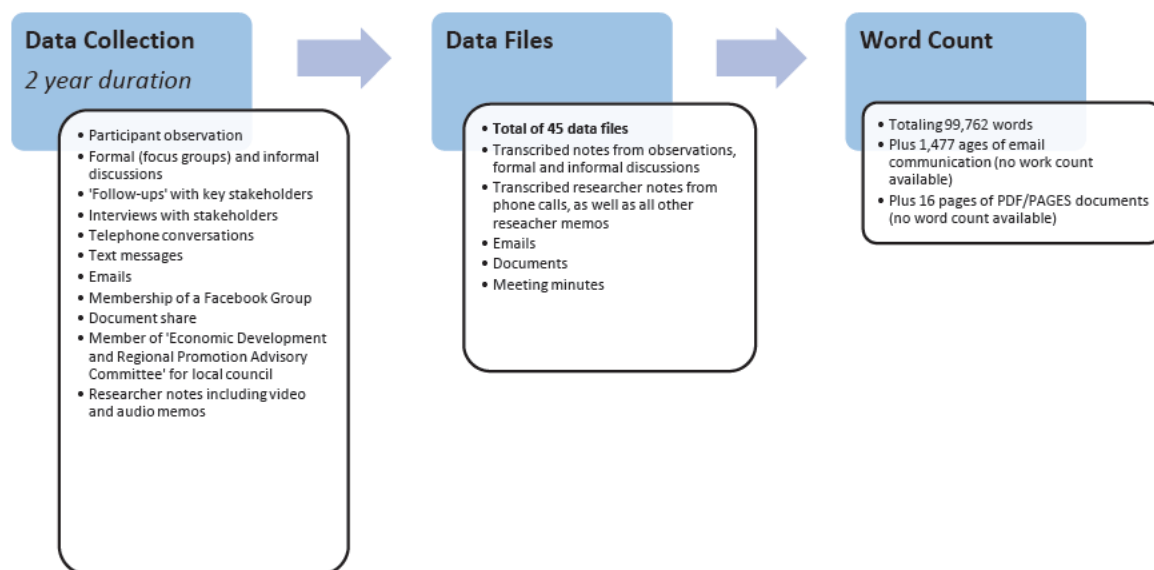 Data Collection
2 year duration
• Participant observation
• Formal (focus groups) and informal
discussions
• 'Follow-ups' with key stakeholders
• Interviews with stakeholders
• Telephone conversations
• Text messages
• Emails
• Membership of a Facebook Group
• Document share
• Member of 'Economic Development
and Regional Promotion Advisory
Committee' for local council
• Researcher notes including video
and audio memos
Data Files
• Total of 45 data files
• Transcribed notes from observations,
formal and informal discussions
• Transcribed researcher notes from
phone calls, as well as all other
reseacher memos
• Emails
• Documents
• Meeting minutes
Word Count
• Totaling 99,762 words
• Plus 1,477 ages of email
communication (no work count
available)
• Plus 16 pages of PDF/PAGES documents
(no word count available)